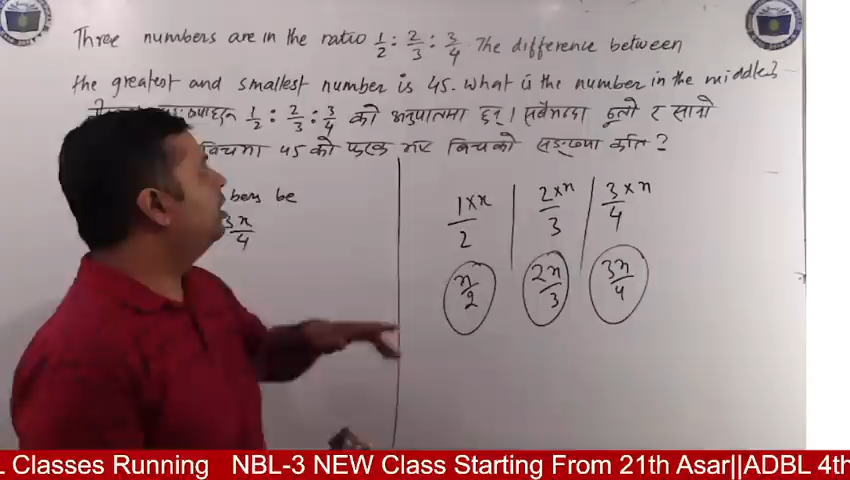 Three numbers are in the ratio 1/2 : 2/3 : 3/4. The difference between
the greatest and smallest number is 45. What is the number in the middle?
1/2 : 2/3 : 3/4 को अनुपातमा छन्। सबैभन्दा ठूलो र सानो
बिचमा 45 को फरक भए बिचको सङ्ख्या कति ?
bers be
3x/4
1×x/2 | 2×x/3 | 3×x/4
x/2 2x/3 3x/4
L Classes Running NBL-3 NEW Class Starting From 21th Asar||ADBL 4th